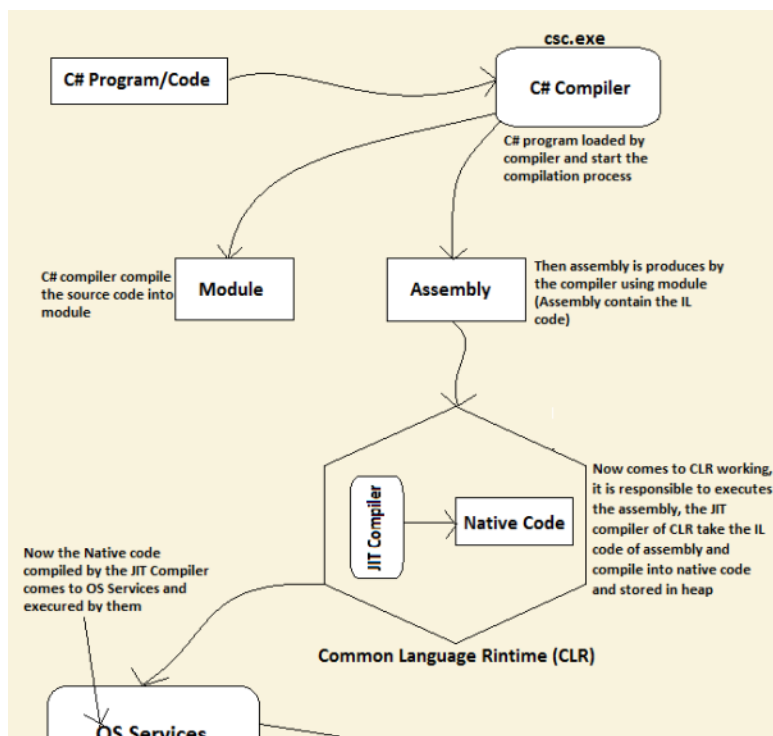 csc.exe
C# Program/Code
C# Compiler
C# program loaded by
compiler and start the
compilation process
C# compiler compile
the source code into
module
Module
Assembly
Then assembly is produces by
the compiler using module
(Assembly contain the IL
code)
JIT Compiler
Native Code
Now comes to CLR working,
it is responsible to executes
the assembly, the JIT
compiler of CLR take the IL
code of assembly and
compile into native code
and stored in heap
Now the Native code
compiled by the JIT Compiler
comes to OS Services and
execured by them
Common Language Rintime (CLR)
OS Services